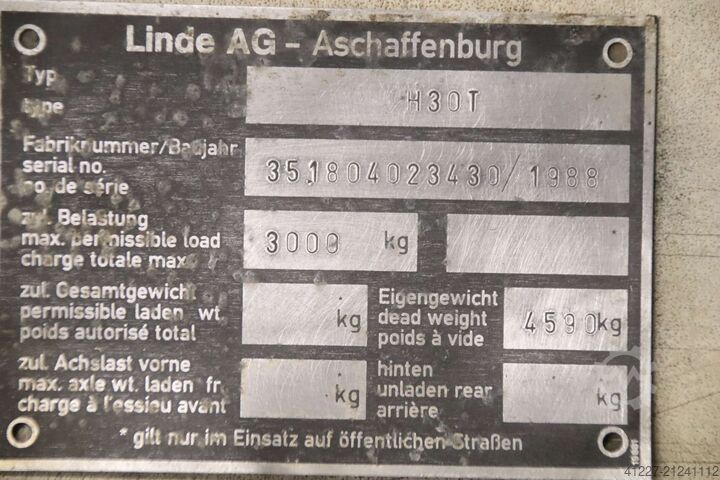 Linde AG - Aschaffenburg
Typ
type
H30T
Fabriknummer/Baujahr
serial no.
no. de série
351804023430/1988
zul. Belastung
max. permissible load
charge totale max.
3000 kg
zul. Gesamtgewicht
permissible laden wt.
poids autorisé total
kg
Eigengewicht
dead weight
poids à vide
4590kg
zul. Achslast vorne
max. axle wt. laden fr.
charge à l'essieu avant
kg
hinten
unladen rear
arrière
kg
* gilt nur im Einsatz auf öffentlichen Straßen
41227-21241112